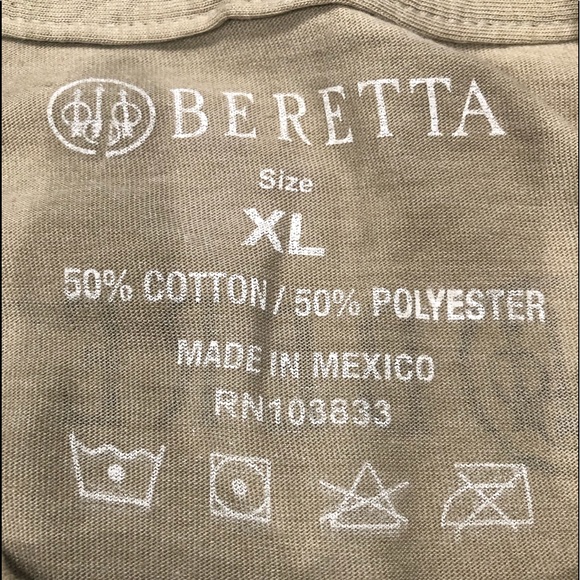 BERETTA
Size
XL
50% COTTON / 50% POLYESTER
MADE IN MEXICO
RN103833